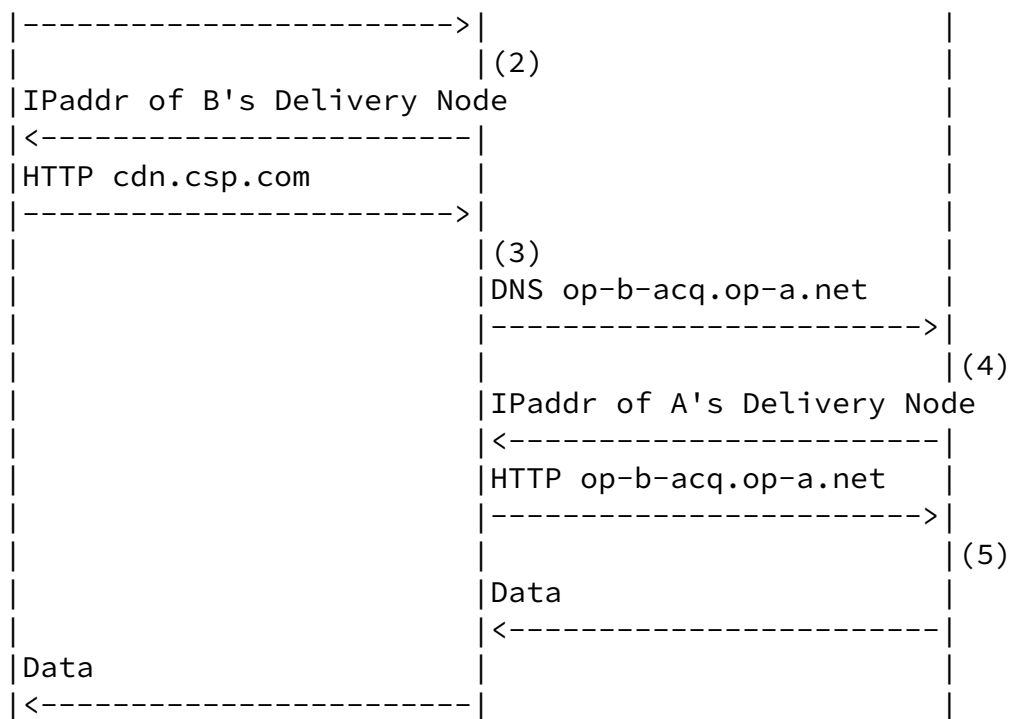 |------------------------>|                         |
|                         |(2)                      |
|IPaddr of B's Delivery Node                        |
|<------------------------|                         |
|HTTP cdn.csp.com         |                         |
|------------------------>|                         |
|                         |(3)                      |
|                         |DNS op-b-acq.op-a.net    |
|                         |------------------------>|
|                         |                         |(4)
|                         |IPaddr of A's Delivery Node
|                         |<------------------------|
|                         |HTTP op-b-acq.op-a.net   |
|                         |------------------------>|
|                         |                         |(5)
|                         |Data                     |
|                         |<------------------------|
|Data                     |                         |
|<------------------------|                         |